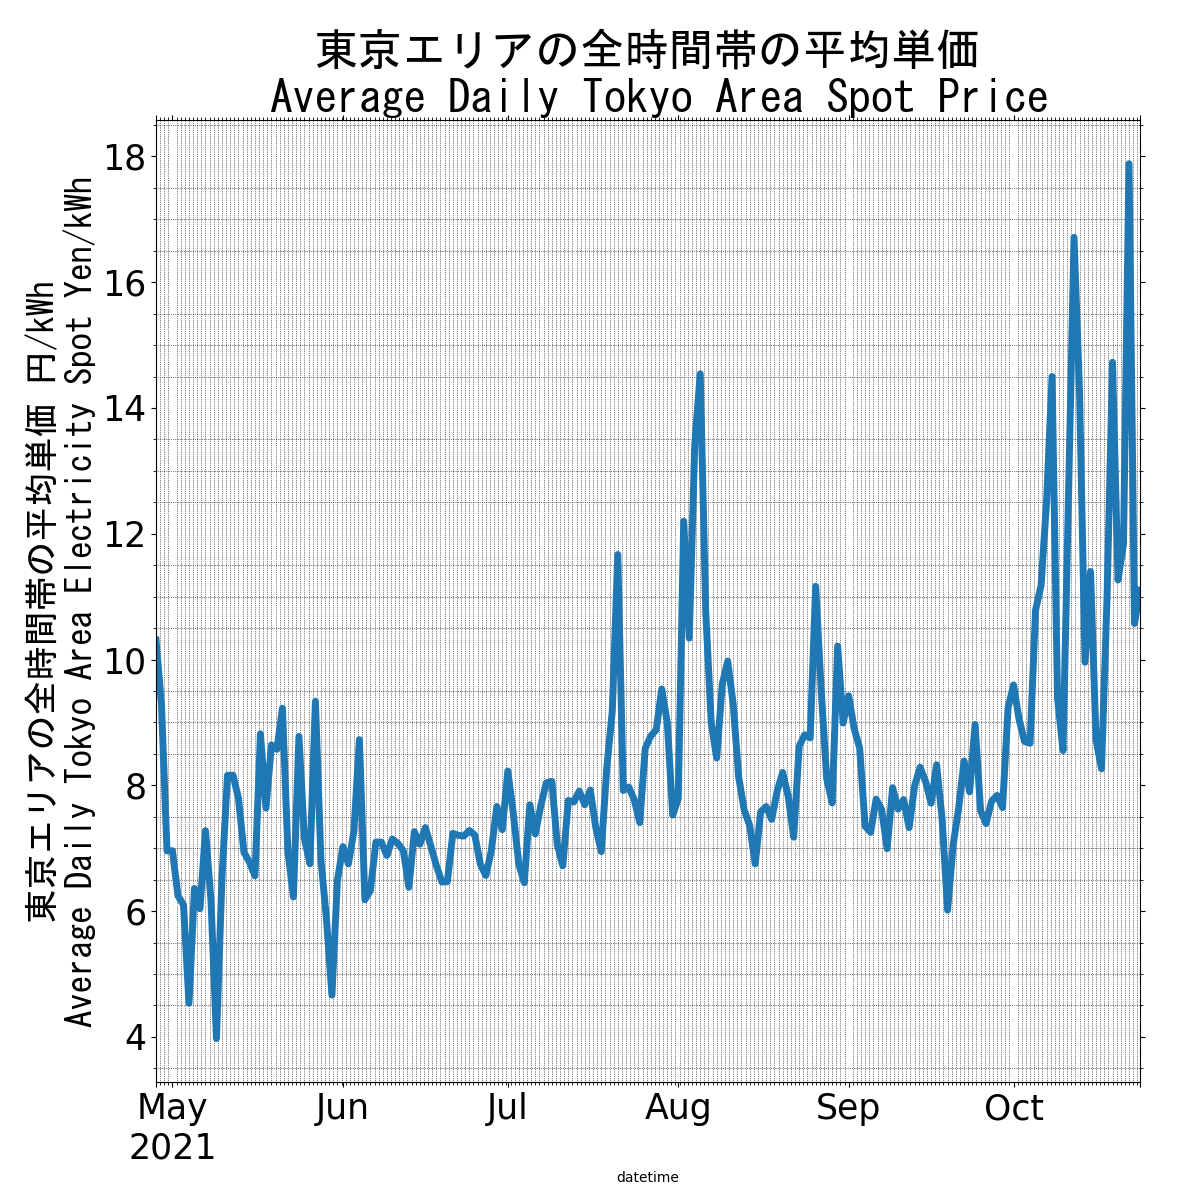 東京エリアの全時間帯の平均単価
Average Daily Tokyo Area Spot Price
東京エリアの全時間帯の平均単価 円/kWh
Average Daily Tokyo Area Electricity Spot Yen/kWh
18
16
14
12
10
8
6
4
May
2021
Jun
Jul
Aug
Sep
Oct
datetime